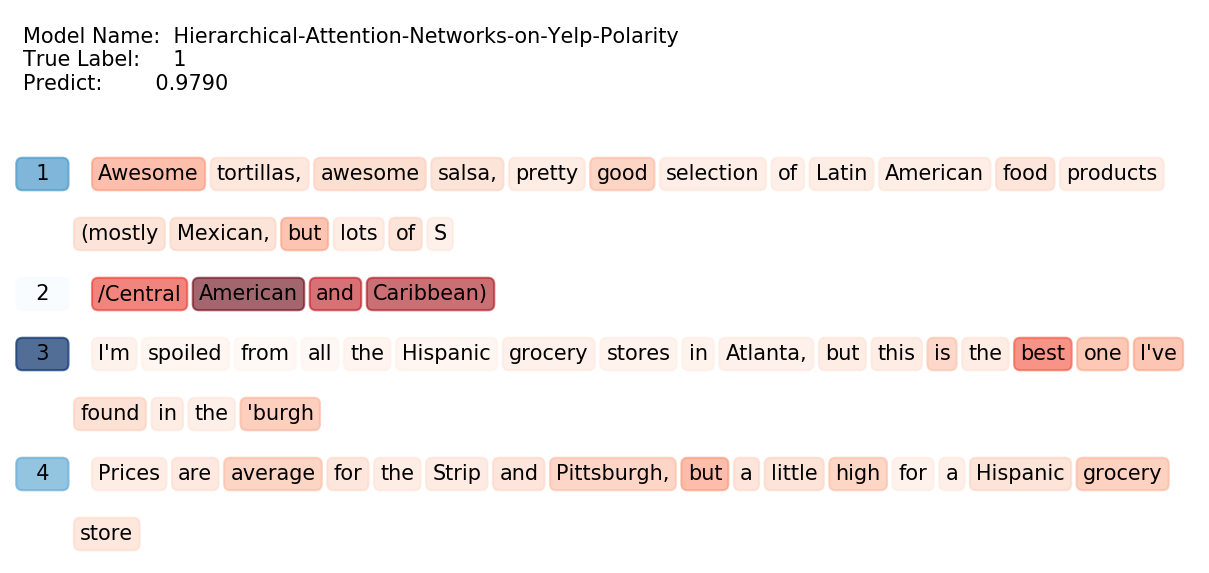 Model Name: Hierarchical-Attention-Networks-on-Yelp-Polarity
True Label: 1
Predict: 0.9790
1 Awesome tortillas, awesome salsa, pretty good selection of Latin American food products
(mostly Mexican, but lots of S
2 /Central American and Caribbean)
3 I'm spoiled from all the Hispanic grocery stores in Atlanta, but this is the best one I've
found in the 'burgh
4 Prices are average for the Strip and Pittsburgh, but a little high for a Hispanic grocery
store